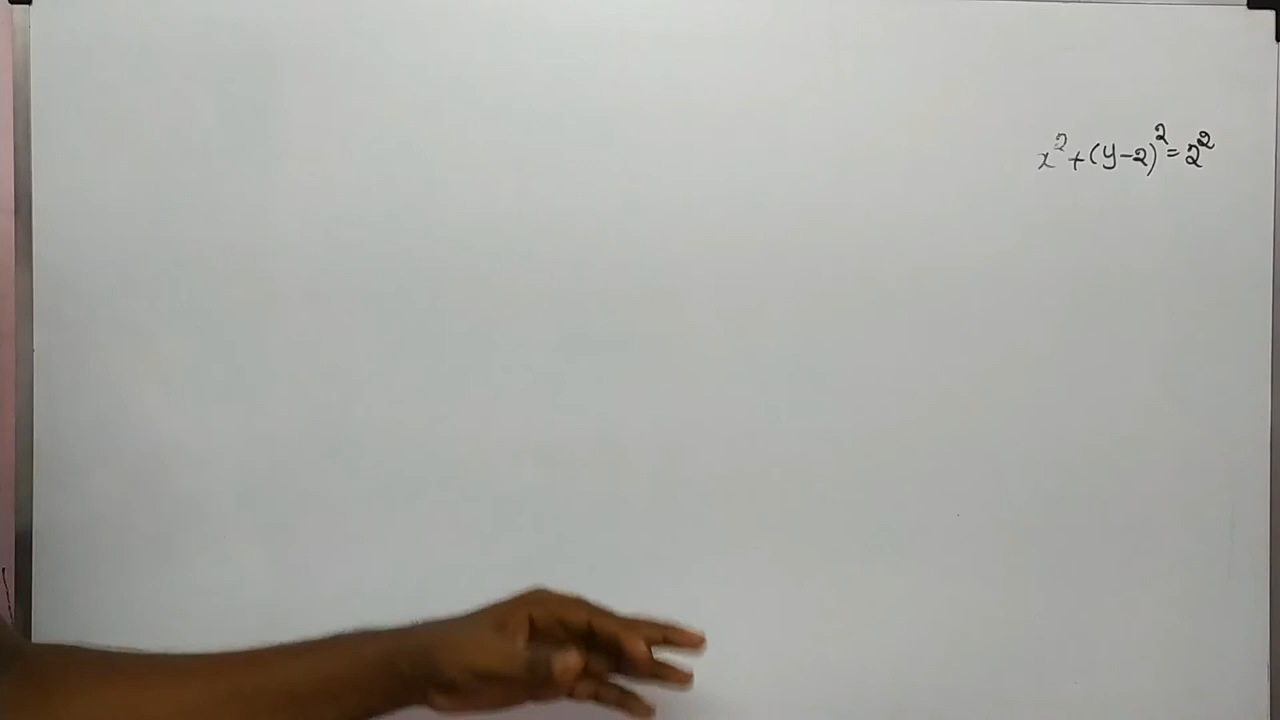 x² + (y-2)² = 2²